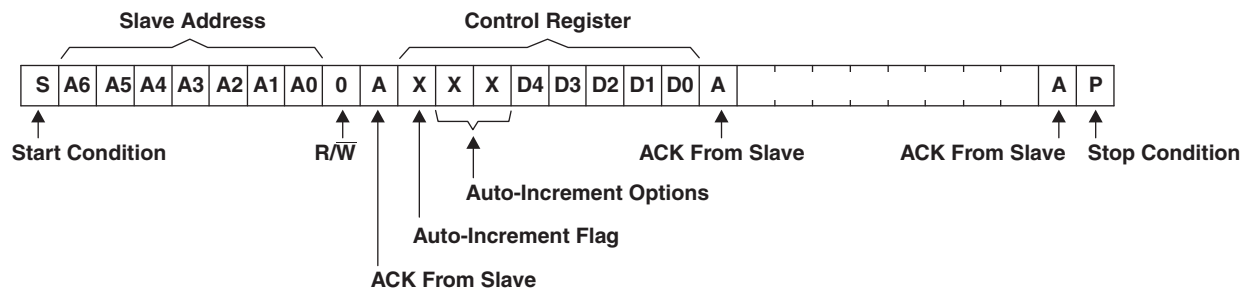 Slave Address Control Register
S A6 A5 A4 A3 A2 A1 A0 0 A X X X D4 D3 D2 D1 D0 A A P
Start Condition R/W̅ ACK From Slave ACK From Slave Stop Condition
Auto-Increment Options
Auto-Increment Flag
ACK From Slave